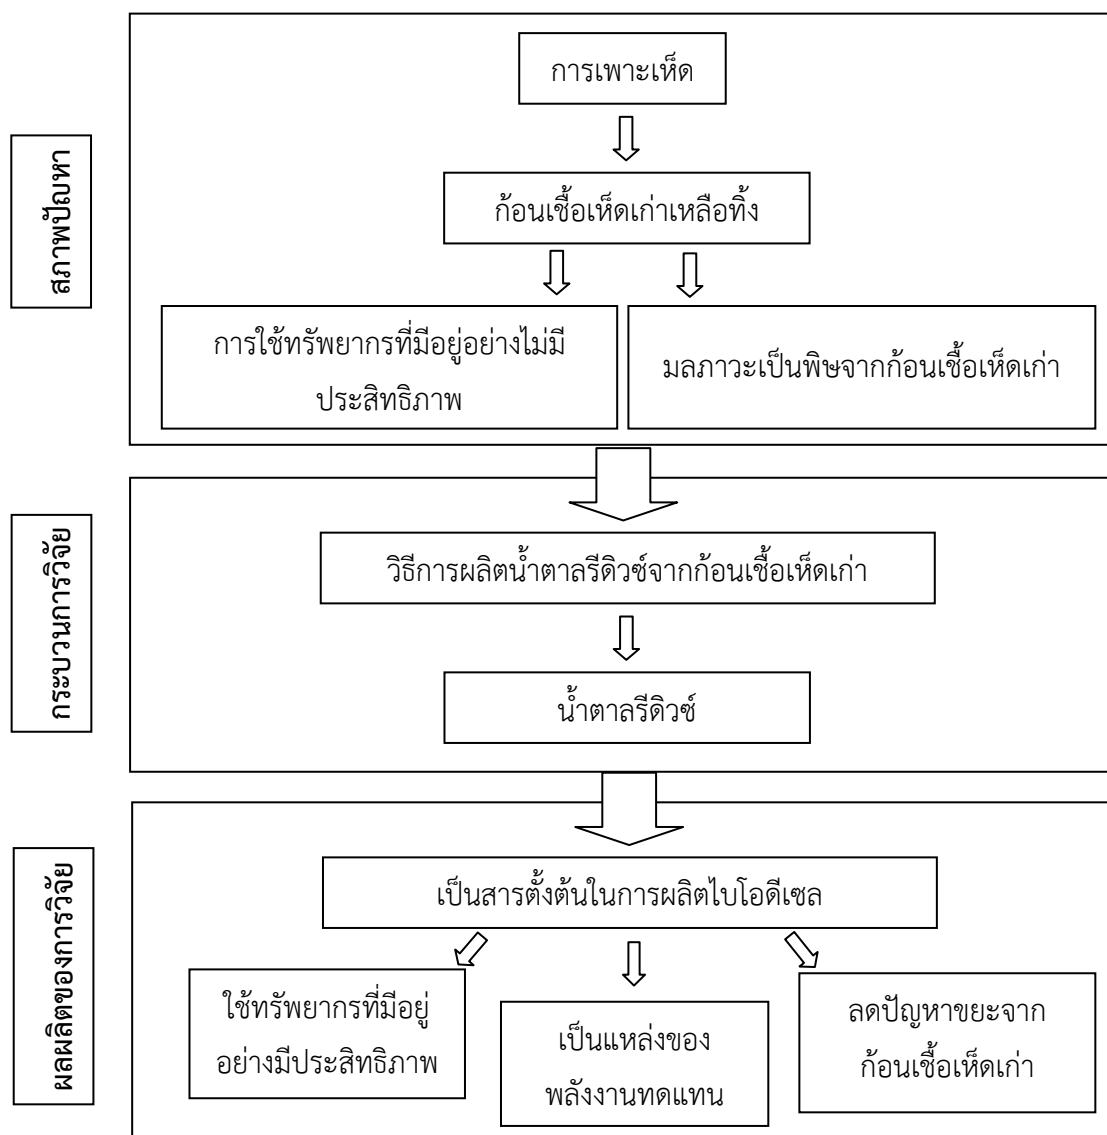 สภาพปัญหา
การเพาะเห็ด
ก้อนเชื้อเห็ดเก่าเหลือทิ้ง
การใช้ทรัพยากรที่มีอยู่อย่างไม่มี
ประสิทธิภาพ
มลภาวะเป็นพิษจากก้อนเชื้อเห็ดเก่า
กระบวนการวิจัย
วิธีการผลิตน้ำตาลรีดิวซ์จากก้อนเชื้อเห็ดเก่า
น้ำตาลรีดิวซ์
ผลผลิตของการวิจัย
เป็นสารตั้งต้นในการผลิตไบโอดีเซล
ใช้ทรัพยากรที่มีอยู่
อย่างมีประสิทธิภาพ
เป็นแหล่งของ
พลังงานทดแทน
ลดปัญหาขยะจาก
ก้อนเชื้อเห็ดเก่า